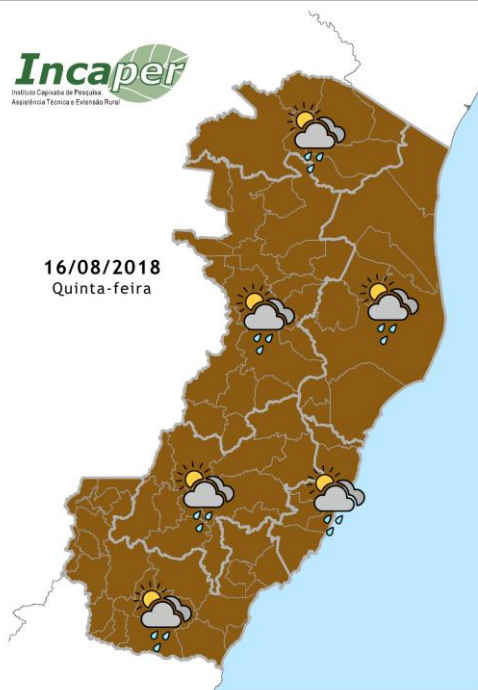 Incaper
Instituto Capixaba de Pesquisa,
Assistência Técnica e Extensão Rural
16/08/2018
Quinta-feira